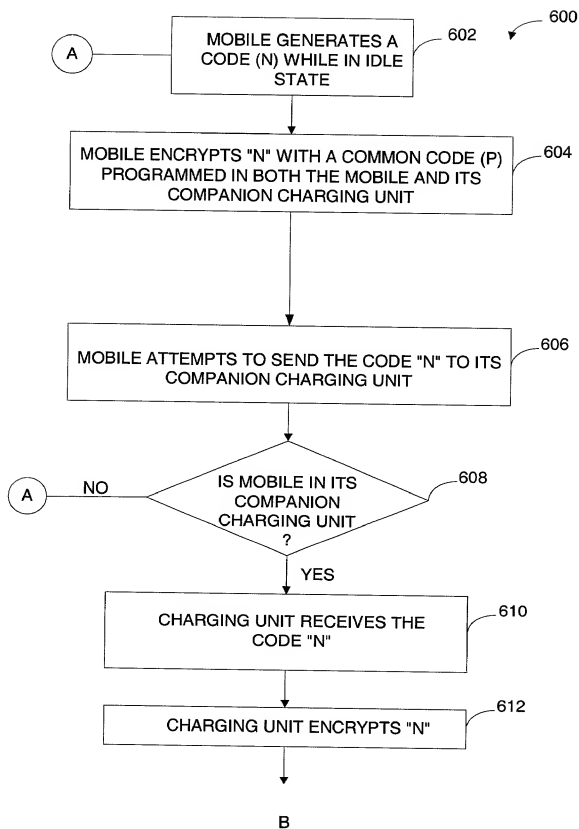 600
A
MOBILE GENERATES A
CODE (N) WHILE IN IDLE
STATE
602
MOBILE ENCRYPTS "N" WITH A COMMON CODE (P)
PROGRAMMED IN BOTH THE MOBILE AND ITS
COMPANION CHARGING UNIT
604
MOBILE ATTEMPTS TO SEND THE CODE "N" TO ITS
COMPANION CHARGING UNIT
606
A
NO
IS MOBILE IN ITS
COMPANION
CHARGING UNIT
?
608
YES
CHARGING UNIT RECEIVES THE
CODE "N"
610
CHARGING UNIT ENCRYPTS "N"
612
B